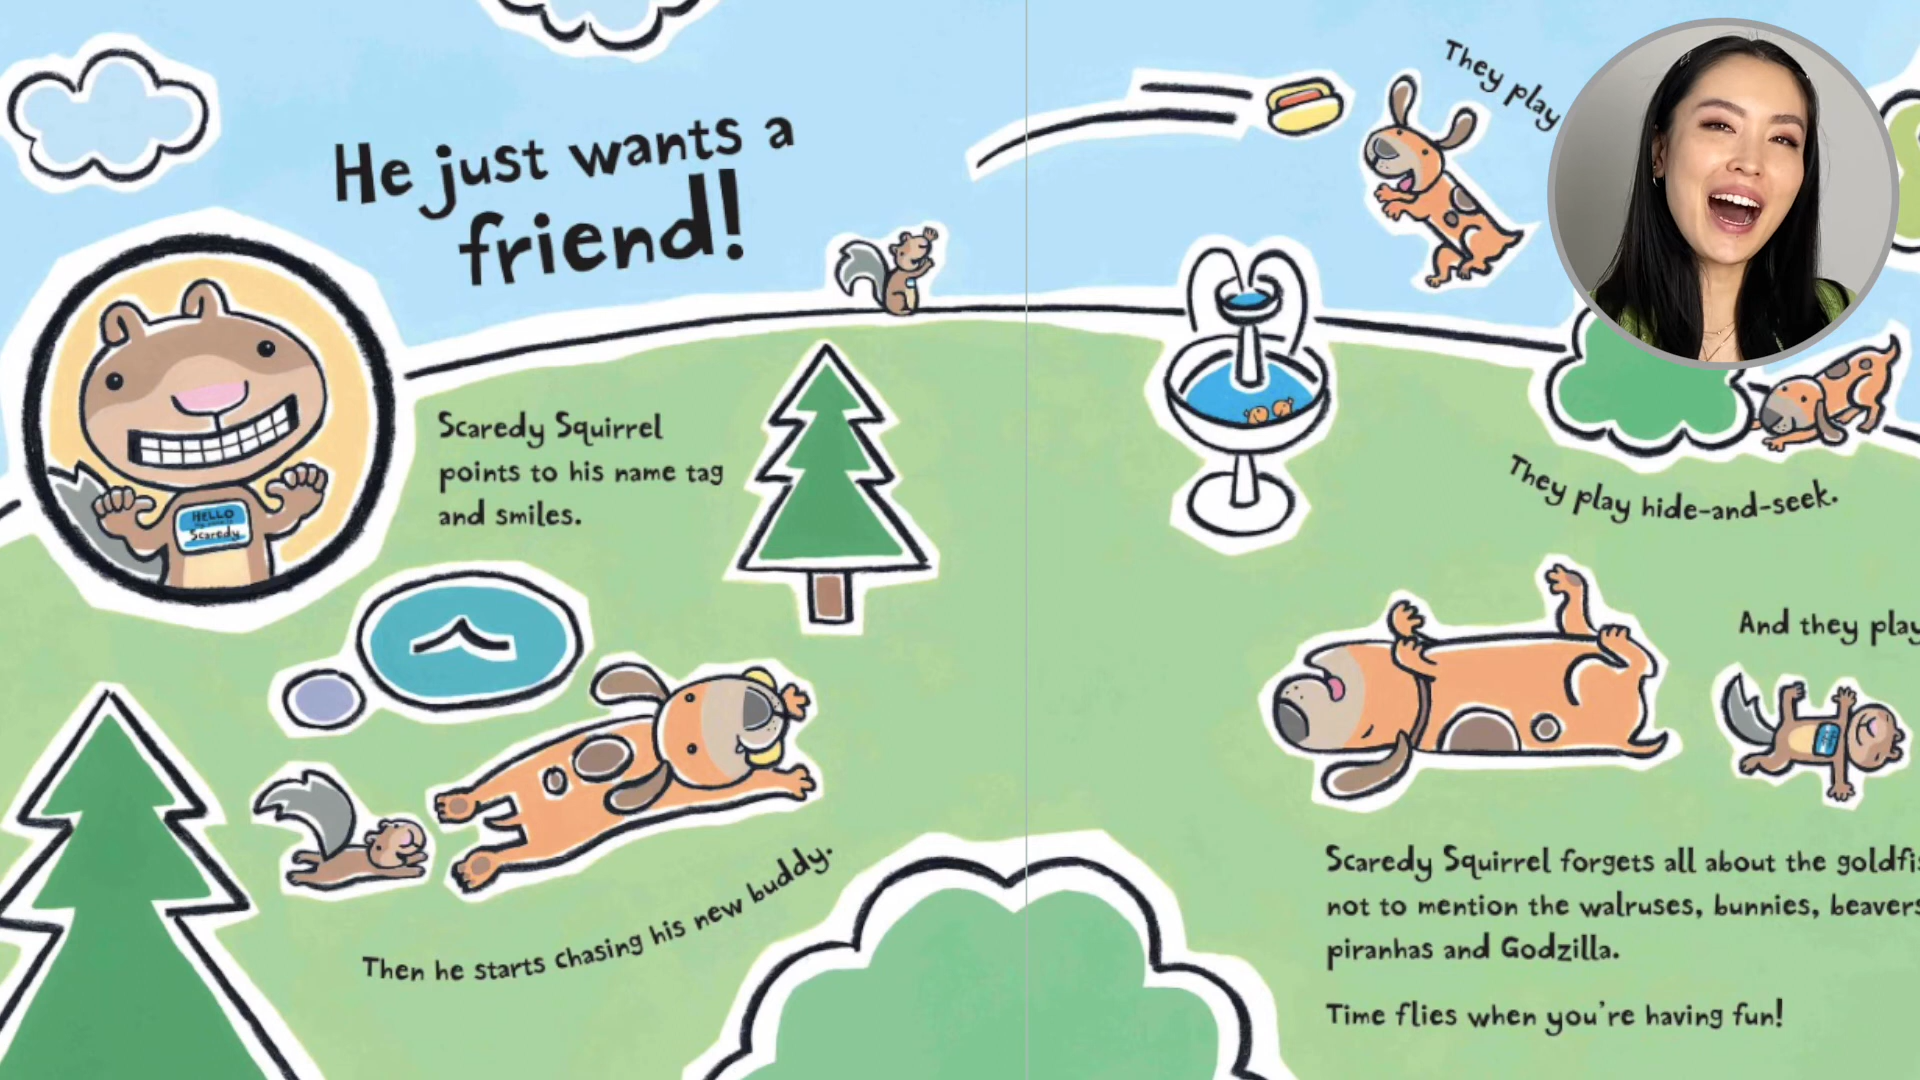 He just wants a
friend!
Scaredy Squirrel
points to his name tag
and smiles.
HELLO
Scaredy
Then he starts chasing his new buddy.
They play
They play hide-and-seek.
And they play
Scaredy Squirrel forgets all about the
not to mention the walruses, bunnies,
piranhas and Godzilla.
Time flies when you're having fun!